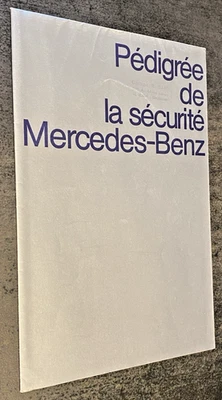 Pédigrée
de
la sécurité
Mercedes-Benz